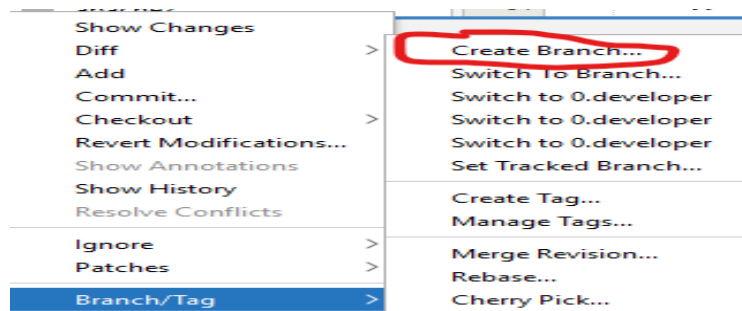 Show Changes
Diff >
Add
Commit...
Checkout >
Revert Modifications...
Show Annotations
Show History
Resolve Conflicts
Ignore >
Patches >
Branch/Tag >
Create Branch...
Switch To Branch...
Switch to 0.developer
Switch to 0.developer
Switch to 0.developer
Set Tracked Branch...
Create Tag...
Manage Tags...
Merge Revision...
Rebase...
Cherry Pick...